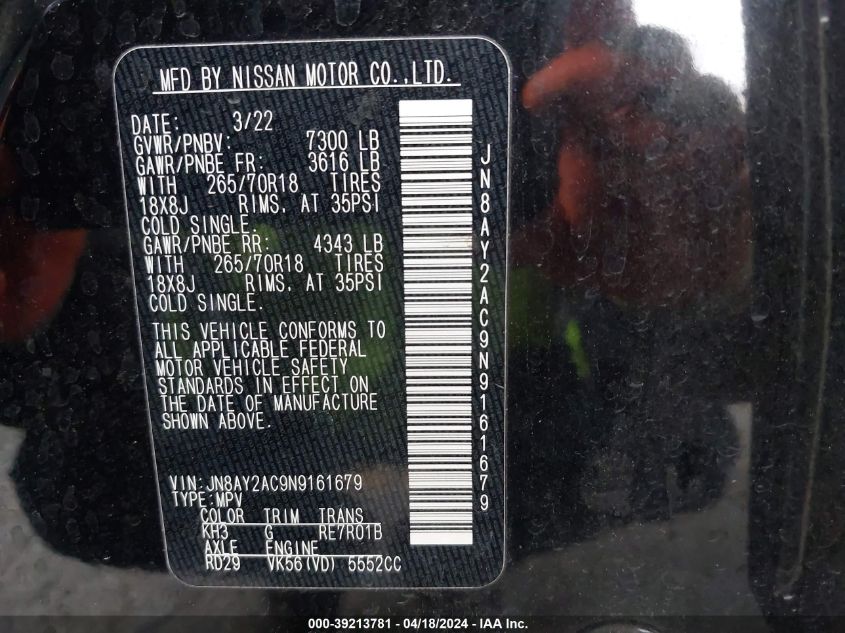 MFD BY NISSAN MOTOR CO.,LTD.
DATE: 3/22
GVWR/PNBV: 7300 LB
GAWR/PNBE FR: 3616 LB
WITH 265/70R18 TIRES
18X8J RIMS, AT 35PSI
COLD SINGLE.
GAWR/PNBE RR: 4343 LB
WITH 265/70R18 TIRES
18X8J RIMS, AT 35PSI
COLD SINGLE.
THIS VEHICLE CONFORMS TO
ALL APPLICABLE FEDERAL
MOTOR VEHICLE SAFETY
STANDARDS IN EFFECT ON
THE DATE OF MANUFACTURE
SHOWN ABOVE.
VIN:JN8AY2AC9N9161679
TYPE:MPV
COLOR TRIM TRANS
KH3 G RE7R01B
AXLE ENGINE
RD29 VK56(VD) 5552CC
JN8AY2AC9N9161679
000-39213781 - 04/18/2024 - IAA Inc.